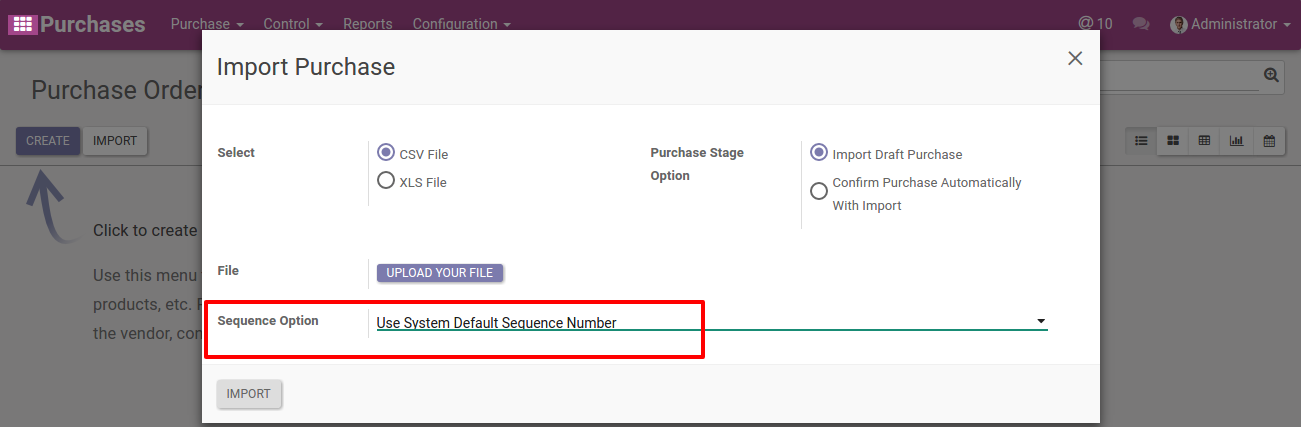 Purchases Purchase Control Reports Configuration @ 10 Administrator
Import Purchase
Purchase Order
CREATE IMPORT
Select
CSV File
XLS File
Purchase Stage
Option
Import Draft Purchase
Confirm Purchase Automatically
With Import
Click to create
Use this menu
products, etc.
the vendor, con
File
UPLOAD YOUR FILE
Sequence Option
Use System Default Sequence Number
IMPORT